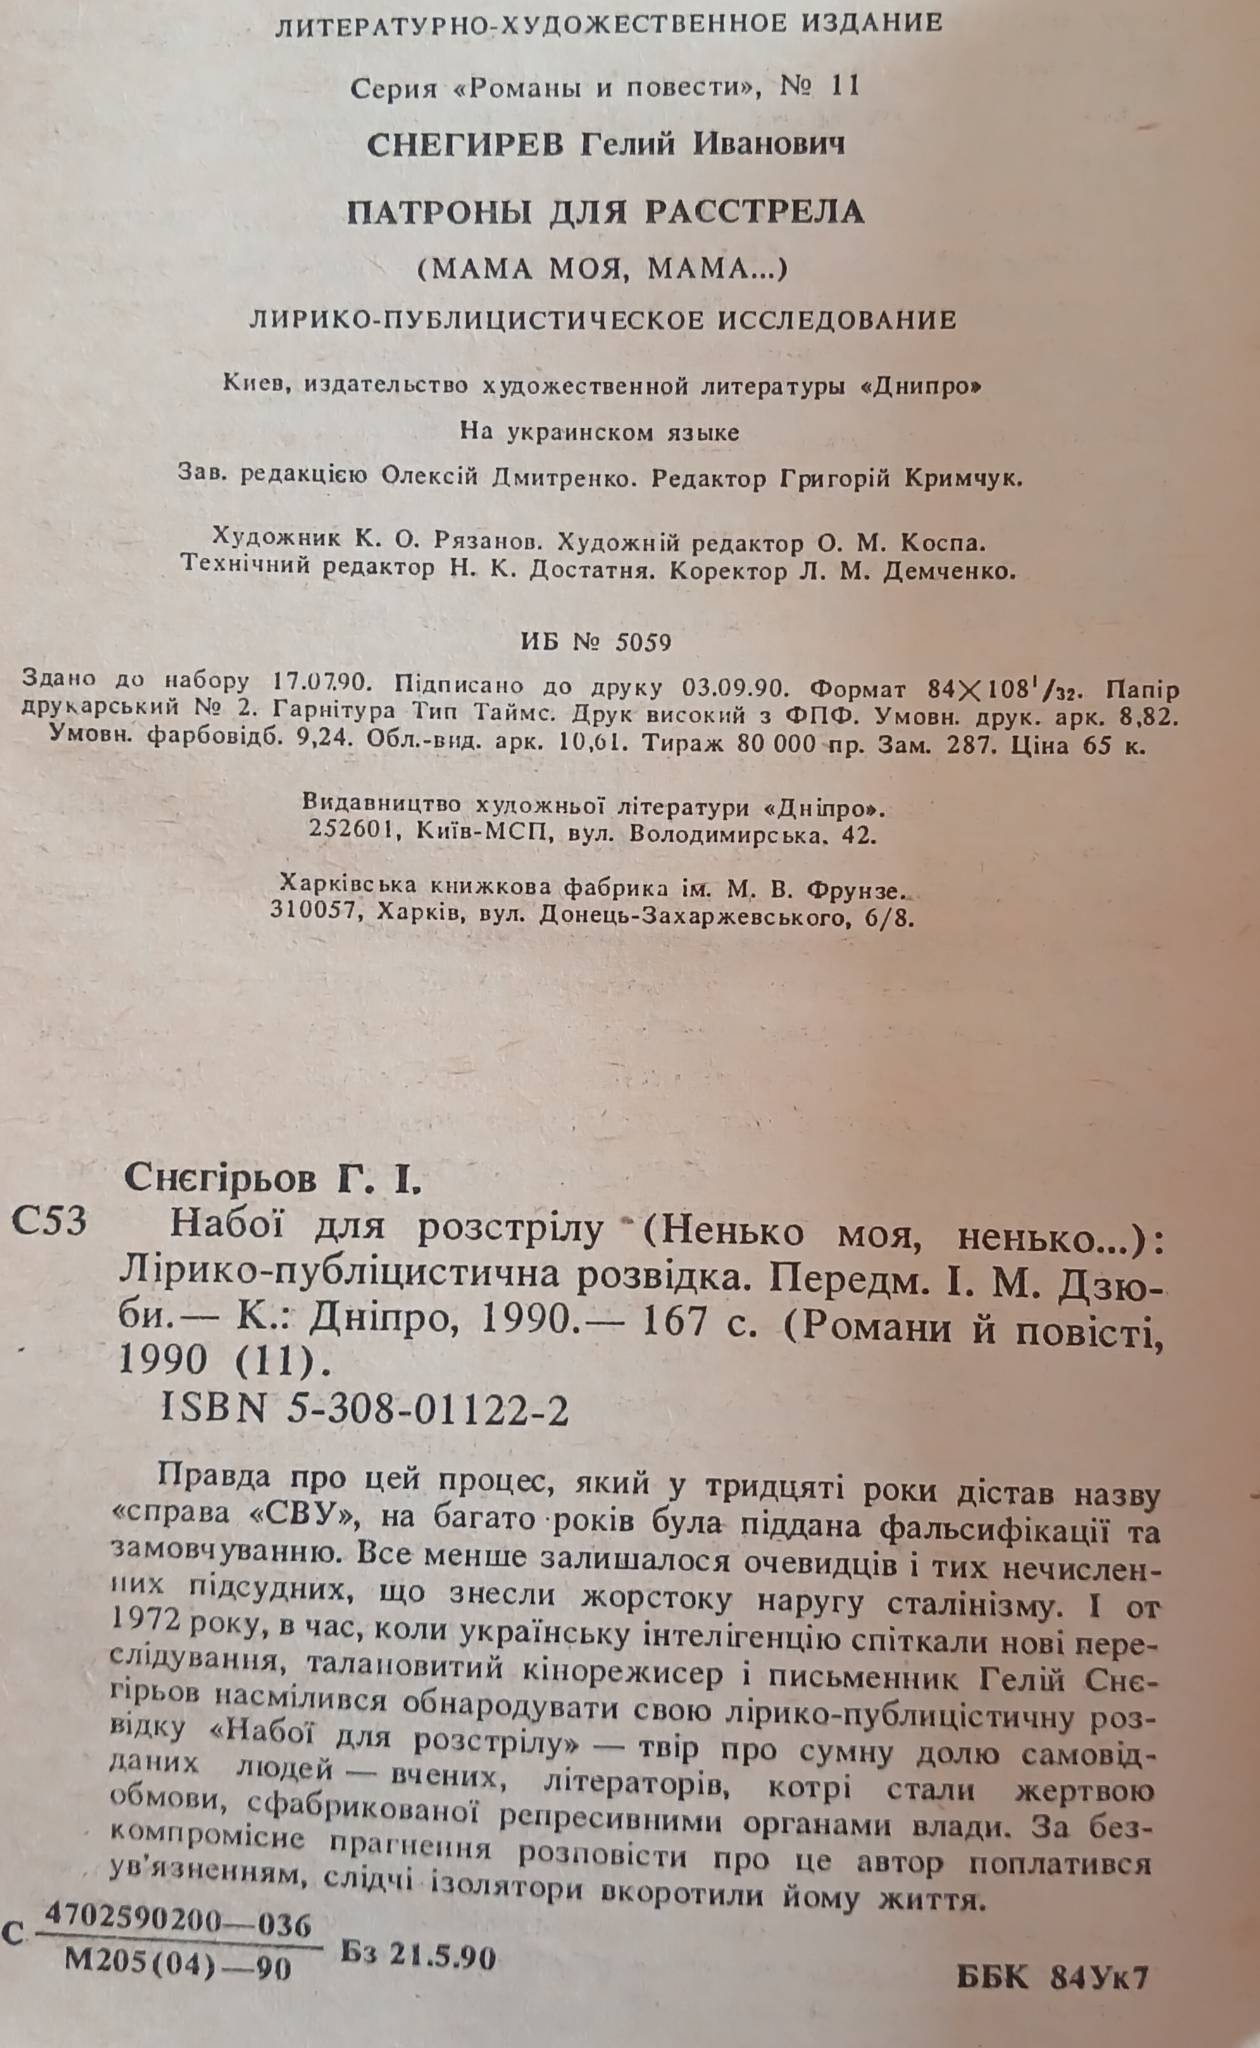 ЛИТЕРАТУРНО-ХУДОЖЕСТВЕННОЕ ИЗДАНИЕ
Серия «Романы и повести», № 11
СНЕГИРЕВ Гелий Иванович
ПАТРОНЫ ДЛЯ РАССТРЕЛА
(МАМА МОЯ, МАМА...)
ЛИРИКО-ПУБЛИЦИСТИЧЕСКОЕ ИССЛЕДОВАНИЕ
Киев, издательство художественной литературы «Днипро»
На украинском языке
Зав. редакцією Олексій Дмитренко. Редактор Григорій Кримчук.
Художник К. О. Рязанов. Художній редактор О. М. Коспа.
Технічний редактор Н. К. Достатня. Коректор Л. М. Демченко.
ИБ № 5059
Здано до набору 17.07.90. Підписано до друку 03.09.90. Формат 84×108¹/₃₂. Папір
друкарський № 2. Гарнітура Тип Таймс. Друк високий з ФПФ. Умовн. друк. арк. 8,82.
Умовн. фарбовідб. 9,24. Обл.-вид. арк. 10,61. Тираж 80 000 пр. Зам. 287. Ціна 65 к.
Видавництво художньої літератури «Дніпро».
252601, Київ-МСП, вул. Володимирська, 42.
Харківська книжкова фабрика ім. М. В. Фрунзе.
310057, Харків, вул. Донець-Захаржевського, 6/8.
Снєгірьов Г. І.
С53 Набої для розстрілу (Ненько моя, ненько...):
Лірико-публіцистична розвідка. Передм. І. М. Дзю-
би.— К.: Дніпро, 1990.— 167 с. (Романи й повісті,
1990 (11).
ISBN 5-308-01122-2
Правда про цей процес, який у тридцяті роки дістав назву
«справа «СВУ», на багато років була піддана фальсифікації та
замовчуванню. Все менше залишалося очевидців і тих нечислен-
них підсудних, що знесли жорстоку наругу сталінізму. І от
1972 року, в час, коли українську інтелігенцію спіткали нові пере-
слідування, талановитий кінорежисер і письменник Гелій Снє-
гірьов насмілився обнародувати свою лірико-публицістичну роз-
відку «Набої для розстрілу» — твір про сумну долю самовід-
даних людей — вчених, літераторів, котрі стали жертвою
обмови, сфабрикованої репресивними органами влади. За без-
компромісне прагнення розповісти про це автор поплатився
ув'язненням, слідчі ізолятори вкоротили йому життя.
С 4702590200—036
М205(04)—90 Бз 21.5.90
ББК 84Ук7